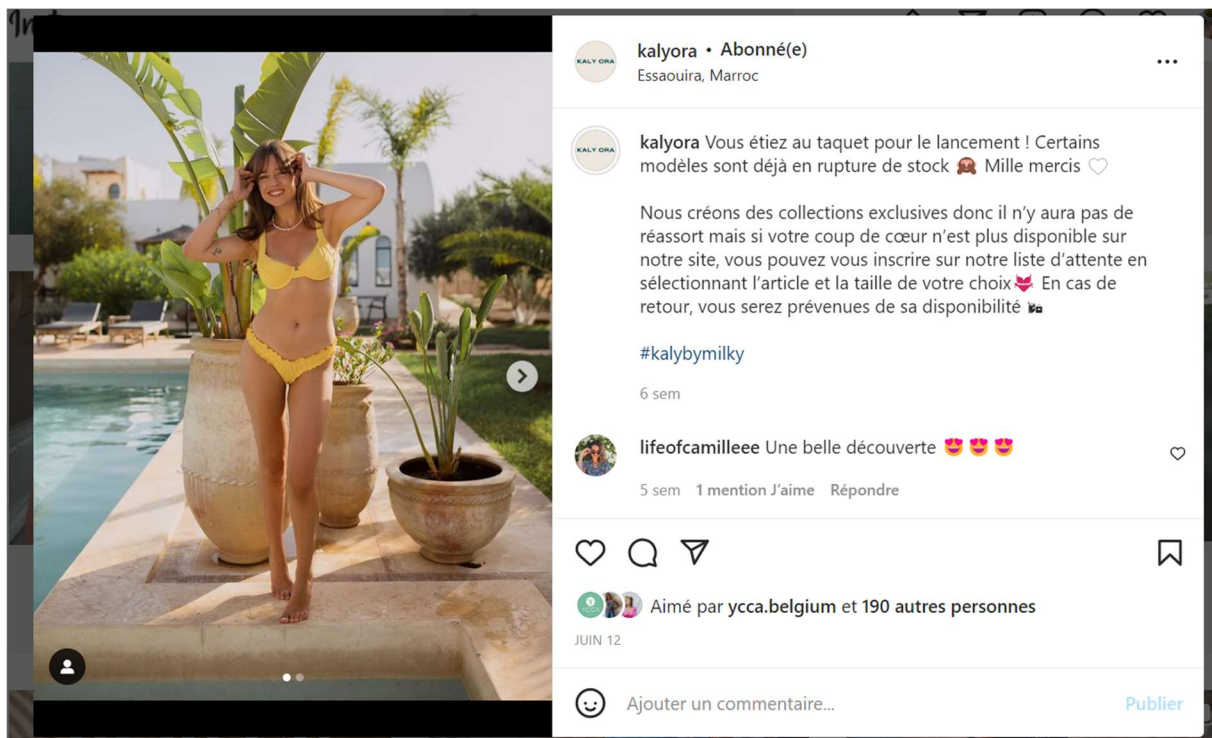 kalyora • Abonné(e)
Essaouira, Marroc
KALY ORA
KALY ORA
kalyora Vous étiez au taquet pour le lancement ! Certains
modèles sont déjà en rupture de stock 🙈 Mille mercis 🤍
Nous créons des collections exclusives donc il n'y aura pas de
réassort mais si votre coup de cœur n'est plus disponible sur
notre site, vous pouvez vous inscrire sur notre liste d'attente en
sélectionnant l'article et la taille de votre choix👙 En cas de
retour, vous serez prévenues de sa disponibilité
#kalybymilky
6 sem
lifeofcamilleee Une belle découverte 😍😍😍
5 sem 1 mention J'aime Répondre
Aimé par ycca.belgium et 190 autres personnes
JUIN 12
Ajouter un commentaire... Publier